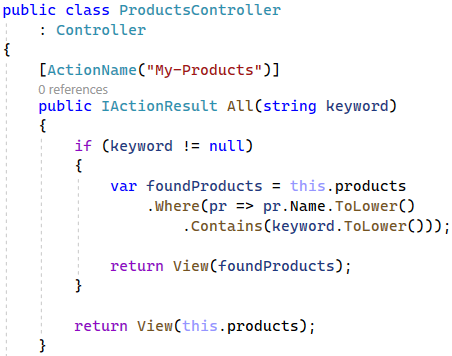 public class ProductsController
    : Controller
{
    [ActionName("My-Products")]
    0 references
    public IActionResult All(string keyword)
    {
        if (keyword != null)
        {
            var foundProducts = this.products
                .Where(pr => pr.Name.ToLower()
                    .Contains(keyword.ToLower()));

            return View(foundProducts);
        }

        return View(this.products);
    }